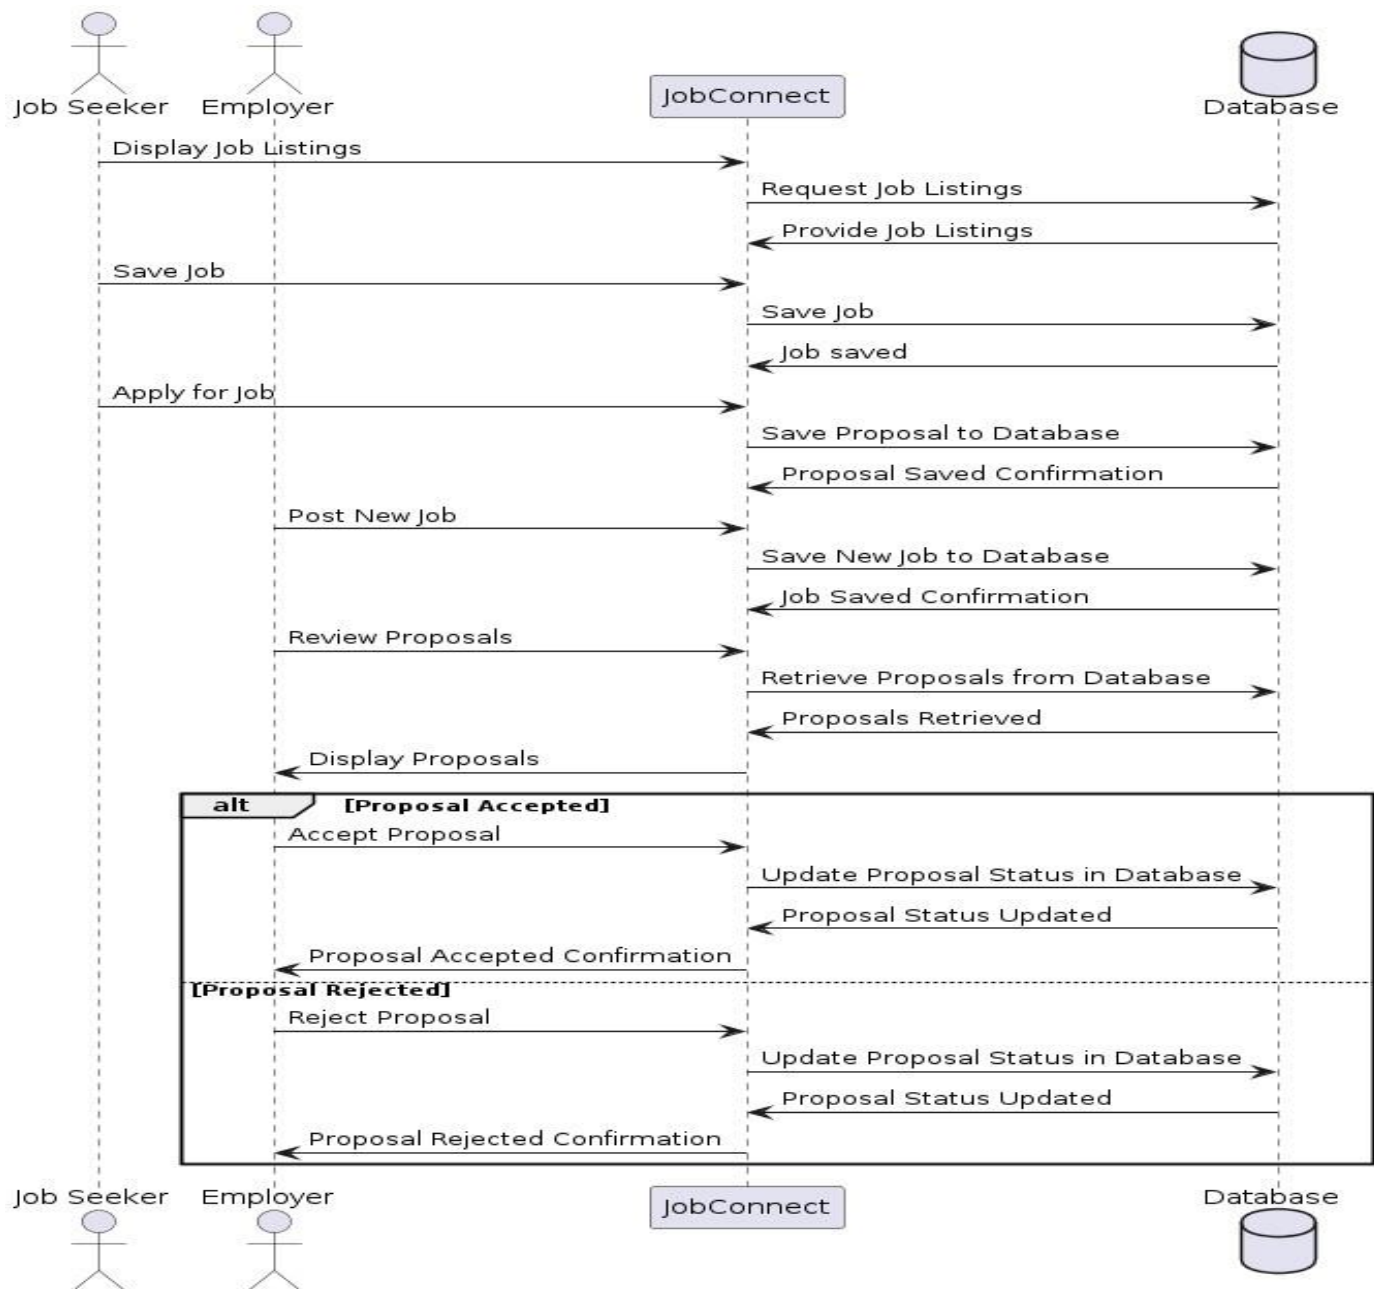 Job Seeker
Employer
JobConnect
Database
Display Job Listings
Request Job Listings
Provide Job Listings
Save Job
Save Job
Job saved
Apply for Job
Save Proposal to Database
Proposal Saved Confirmation
Post New Job
Save New Job to Database
Job Saved Confirmation
Review Proposals
Retrieve Proposals from Database
Proposals Retrieved
Display Proposals
alt [Proposal Accepted]
Accept Proposal
Update Proposal Status in Database
Proposal Status Updated
Proposal Accepted Confirmation
[Proposal Rejected]
Reject Proposal
Update Proposal Status in Database
Proposal Status Updated
Proposal Rejected Confirmation
Job Seeker
Employer
JobConnect
Database